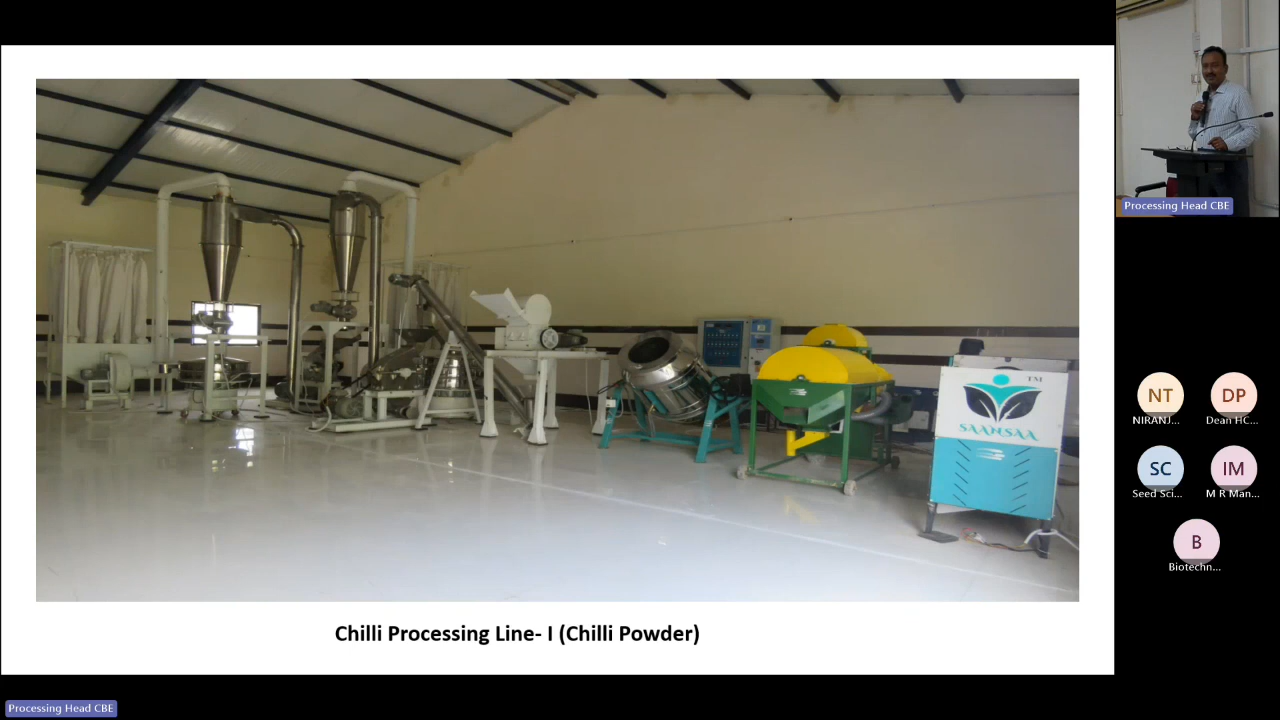 Processing Head CBE
TM
SAANSAA
Chilli Processing Line- I (Chilli Powder)
NT
NIRANJ...
DP
Dean HC...
SC
Seed Sci...
IM
M R Man...
B
Biotechn...
Processing Head CBE